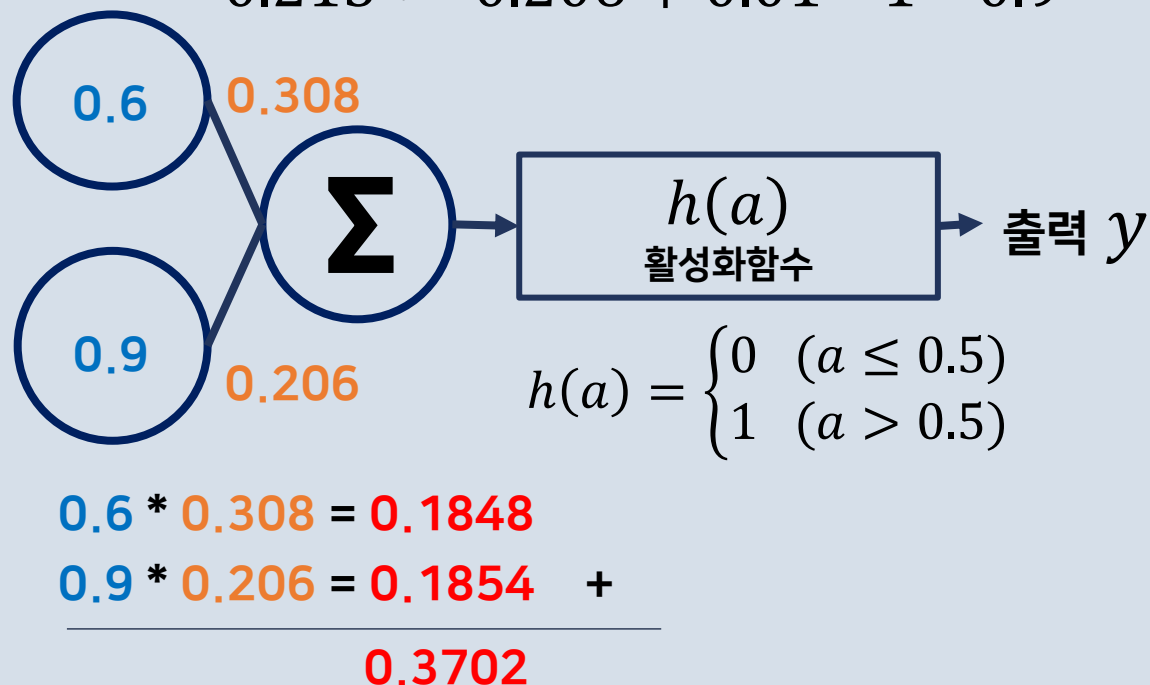 0.6
0.308
Σ
h(a)
활성화함수
출력 y
0.9
0.206
h(a) = {0 (a ≤ 0.5)
1 (a > 0.5)
0.6 * 0.308 = 0.1848
0.9 * 0.206 = 0.1854 +
0.3702